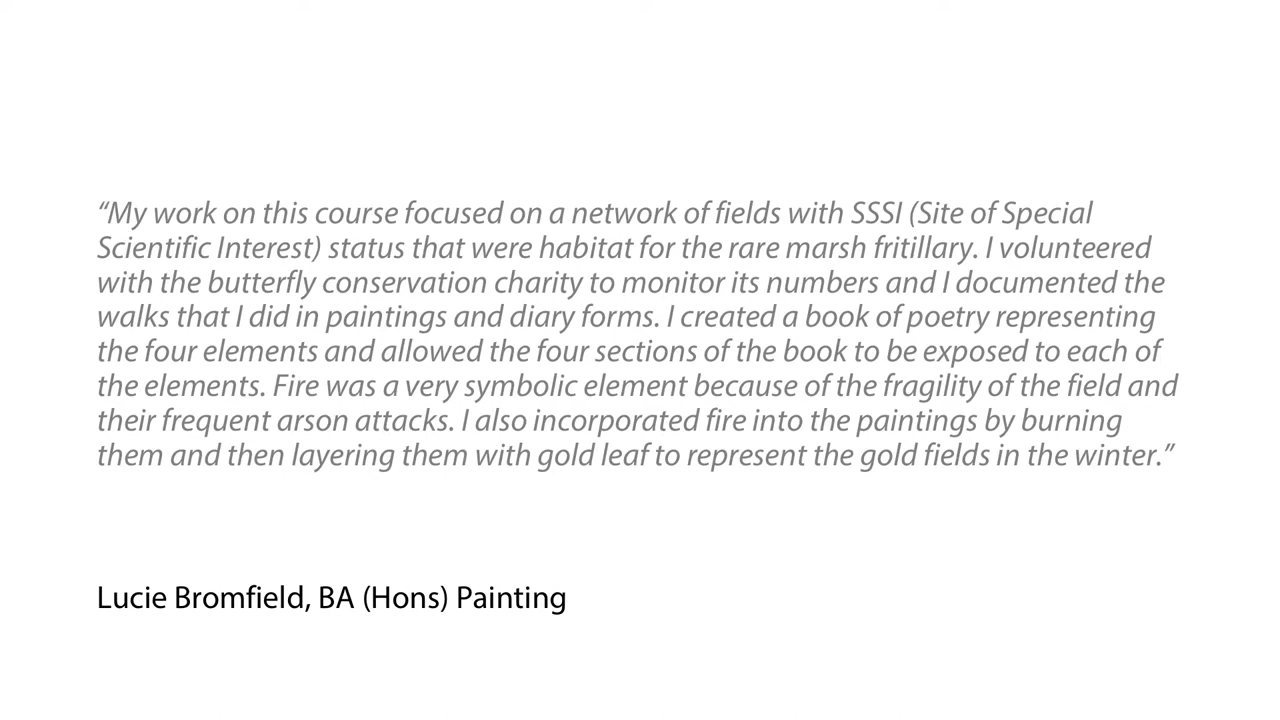 “My work on this course focused on a network of fields with SSSI (Site of Special
Scientific Interest) status that were habitat for the rare marsh fritillary. I volunteered
with the butterfly conservation charity to monitor its numbers and I documented the
walks that I did in paintings and diary forms. I created a book of poetry representing
the four elements and allowed the four sections of the book to be exposed to each of
the elements. Fire was a very symbolic element because of the fragility of the field and
their frequent arson attacks. I also incorporated fire into the paintings by burning
them and then layering them with gold leaf to represent the gold fields in the winter.”
Lucie Bromfield, BA (Hons) Painting